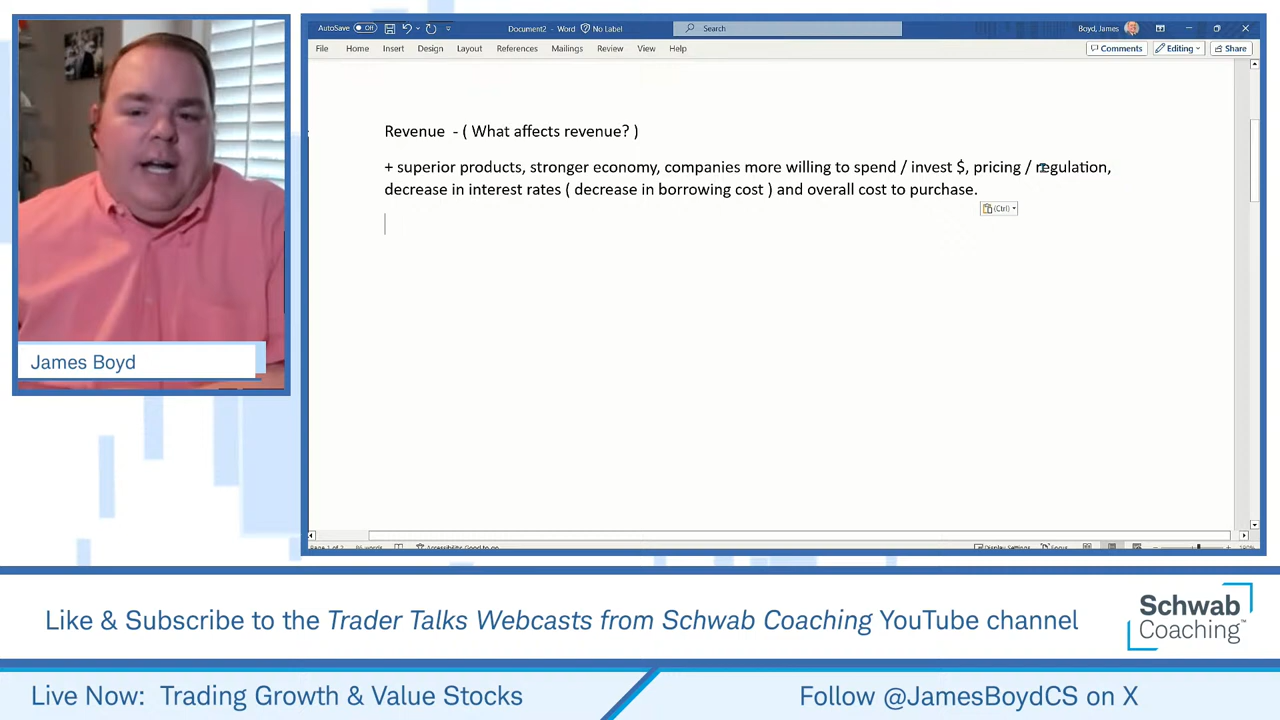 AutoSave Off Document2 - Word No Label Search Boyd, James
File Home Insert Design Layout References Mailings Review View Help Comments Editing Share
Revenue - ( What affects revenue? )
+ superior products, stronger economy, companies more willing to spend / invest $, pricing / regulation,
decrease in interest rates ( decrease in borrowing cost ) and overall cost to purchase.
(Ctrl)
James Boyd
Like & Subscribe to the Trader Talks Webcasts from Schwab Coaching YouTube channel
Schwab
Coaching™
Live Now: Trading Growth & Value Stocks
Follow @JamesBoydCS on X